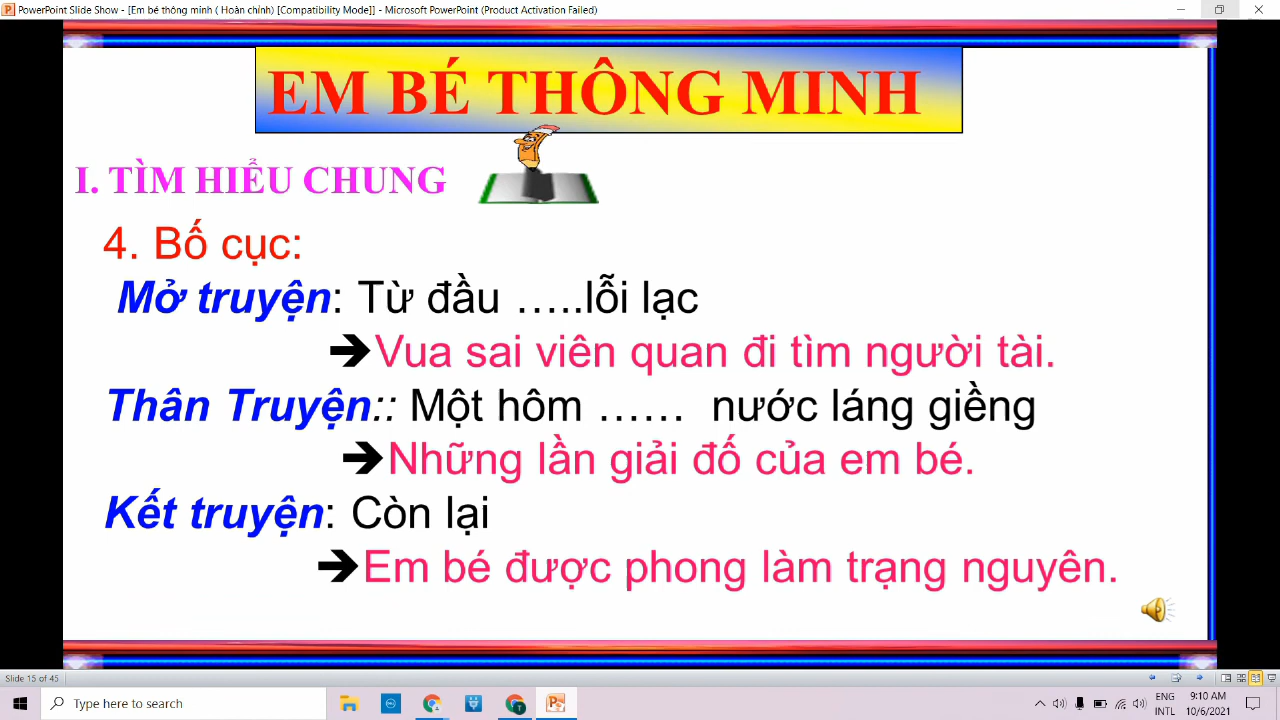 PowerPoint Slide Show - [Em bé thông minh ( Hoàn chỉnh) [Compatibility Mode]] - Microsoft PowerPoint (Product Activation Failed)
EM BÉ THÔNG MINH
I. TÌM HIỂU CHUNG
4. Bố cục:
Mở truyện: Từ đầu …..lỗi lạc
➔Vua sai viên quan đi tìm người tài.
Thân Truyện:: Một hôm …… nước láng giềng
➔Những lần giải đố của em bé.
Kết truyện: Còn lại
➔Em bé được phong làm trạng nguyên.
Slide 15 of 45
Type here to search
ENG
INTL
9:10 AM
10/6/2021